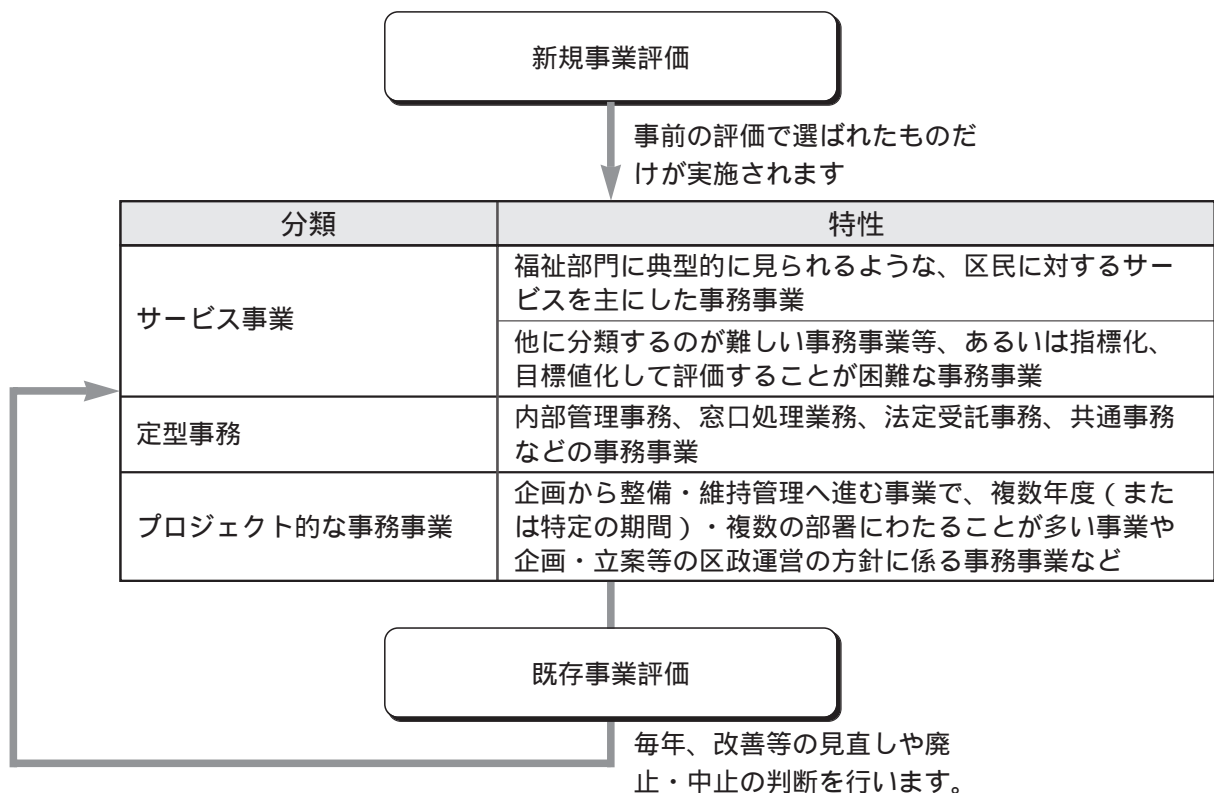 新規事業評価
事前の評価で選ばれたものだ
けが実施されます
分類
特性
サービス事業
福祉部門に典型的に見られるような、区民に対するサー
ビスを主にした事務事業
他に分類するのが難しい事務事業等、あるいは指標化、
目標値化して評価することが困難な事務事業
定型事務
内部管理事務、窓口処理業務、法定受託事務、共通事務
などの事務事業
プロジェクト的な事務事業
企画から整備・維持管理へ進む事業で、複数年度(また
は特定の期間)・複数の部署にわたることが多い事業や
企画・立案等の区政運営の方針に係る事務事業など
既存事業評価
毎年、改善等の見直しや廃
止・中止の判断を行います。